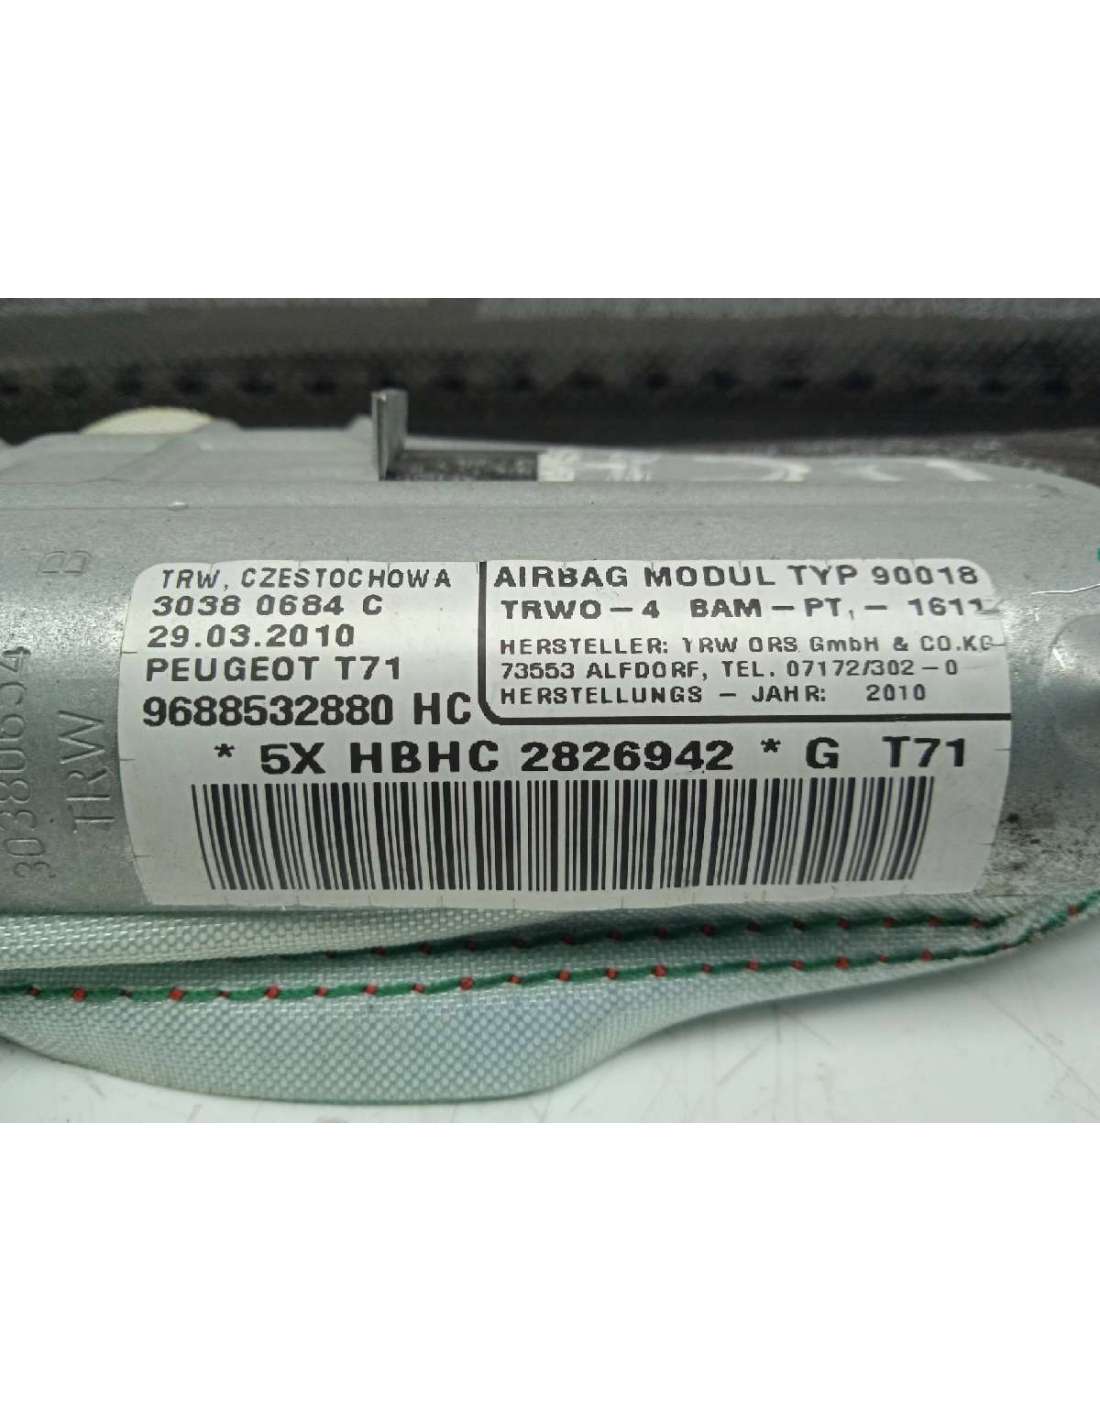 TRW, CZESTOCHOWA
3038 0684 C
29.03.2010
PEUGEOT T71
9688532880 HC
AIRBAG MODUL TYP 90018
TRWO-4 BAM-PT,- 1611
HERSTELLER: TRW ORS GmbH & CO.KG
73553 ALFDORF, TEL. 07172/302-0
HERSTELLUNGS - JAHR: 2010
* 5X HBHC 2826942 * G T71
B
TRW